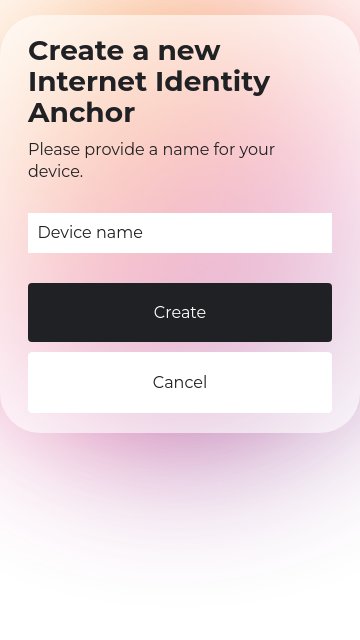 Create a new
Internet Identity
Anchor
Please provide a name for your
device.
Device name
Create
Cancel